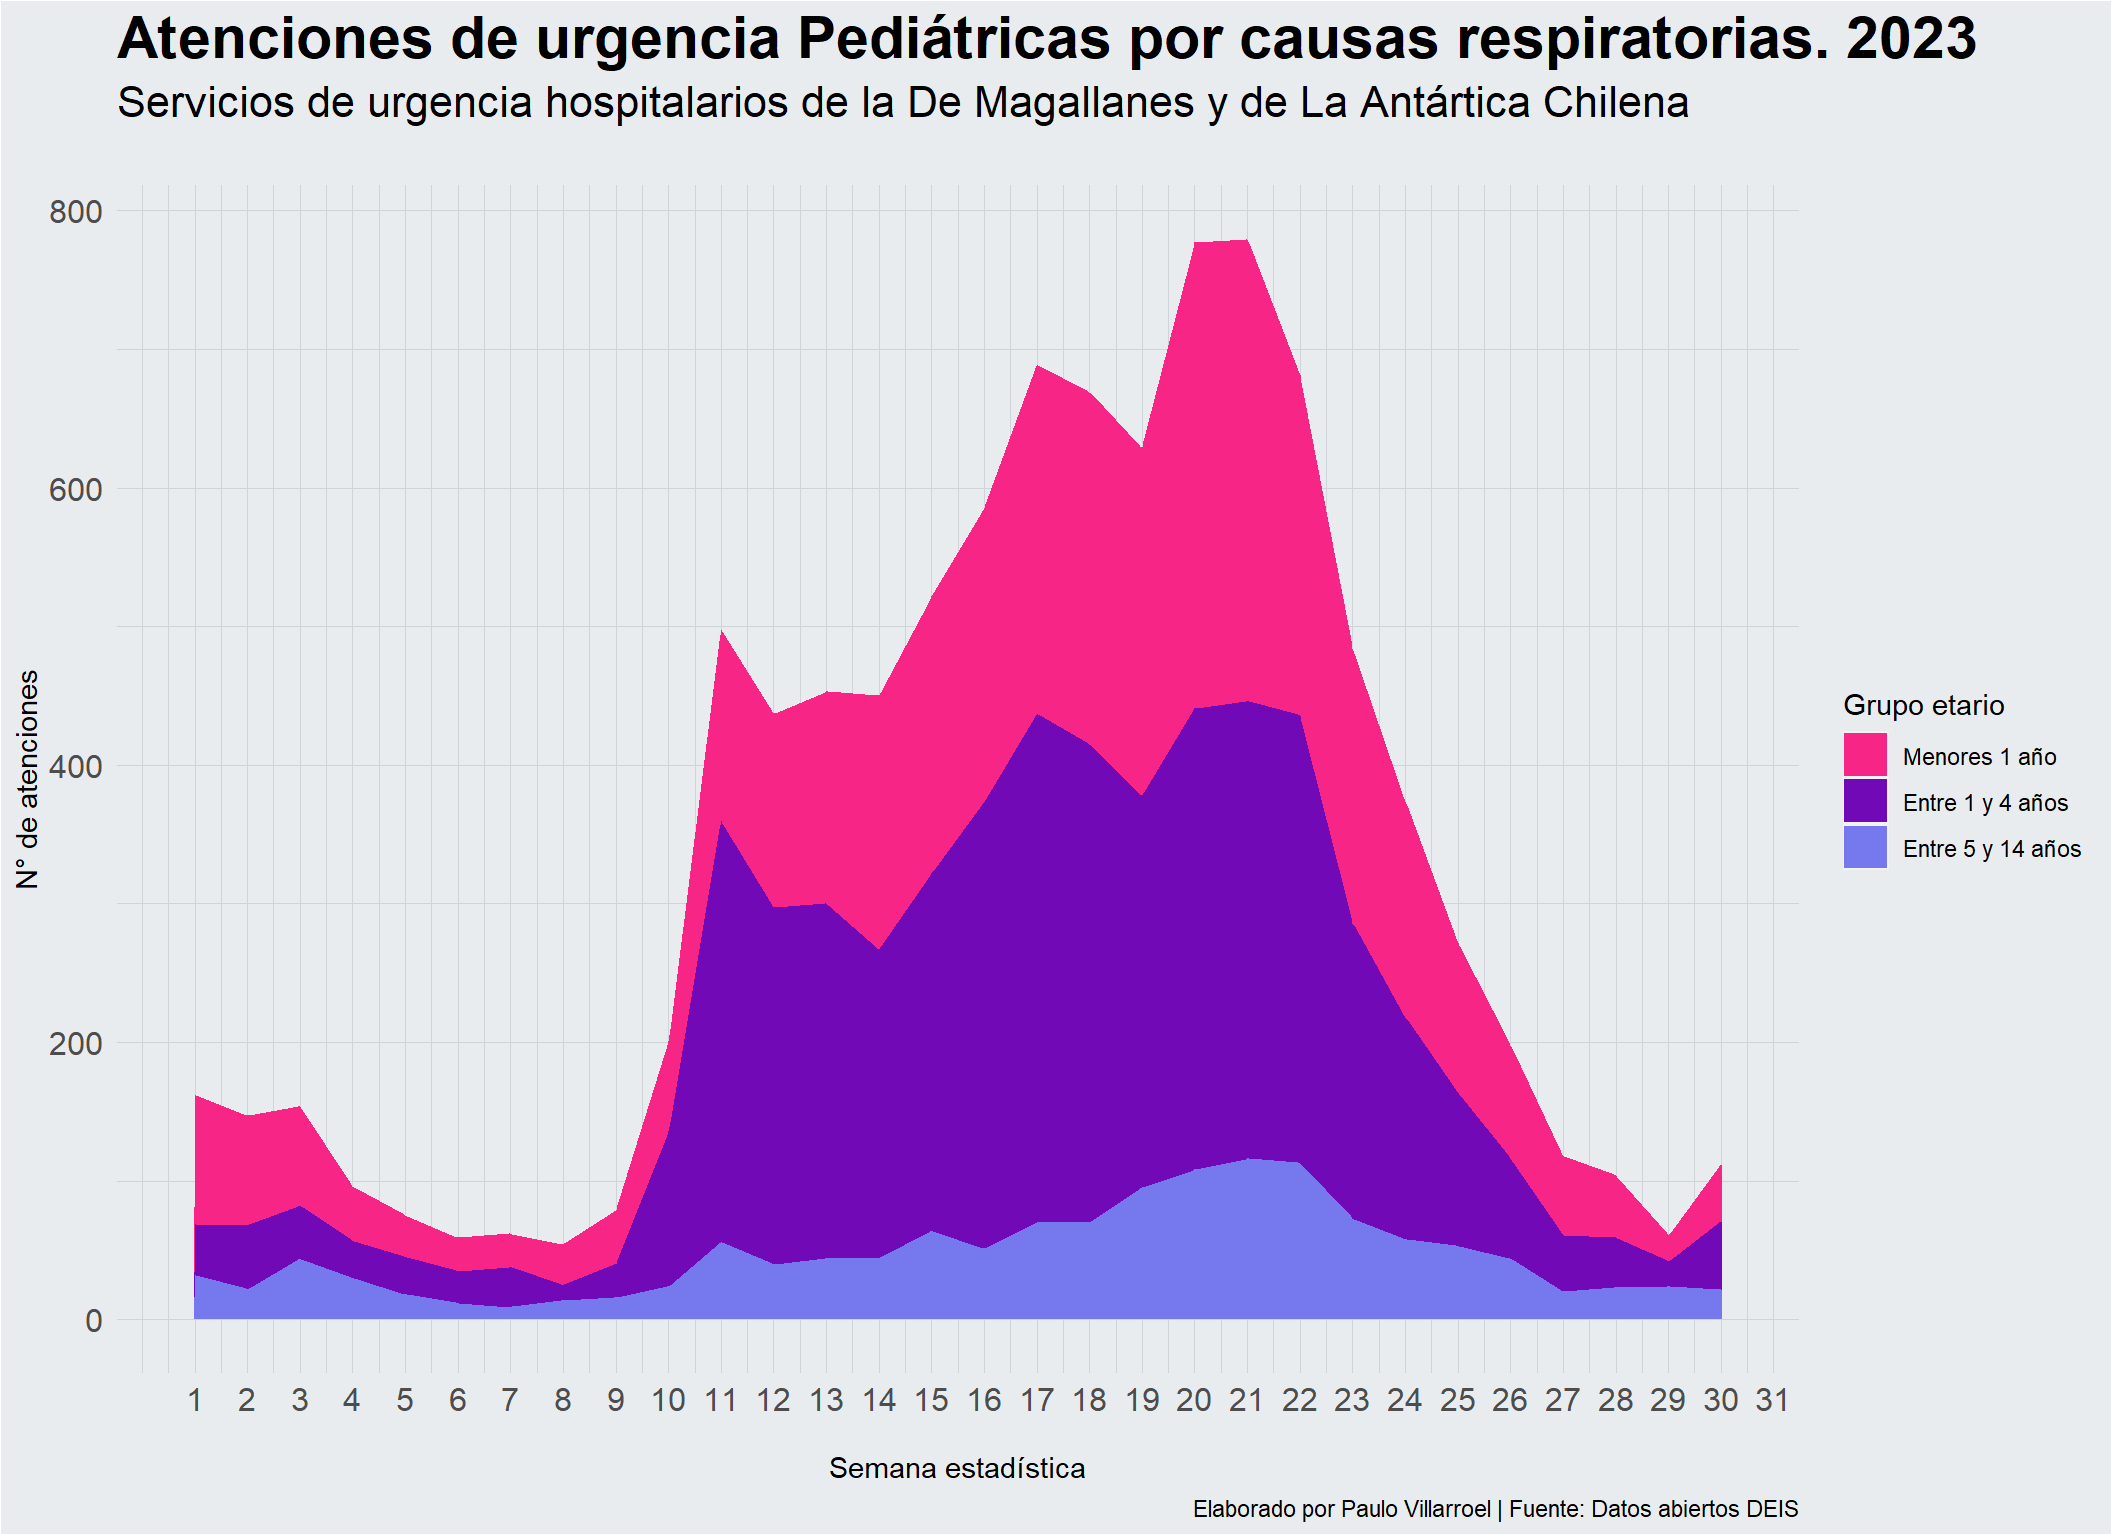 Atenciones de urgencia Pediátricas por causas respiratorias. 2023
Servicios de urgencia hospitalarios de la De Magallanes y de La Antártica Chilena
800
600
400
200
0
N° de atenciones
1 2 3 4 5 6 7 8 9 10 11 12 13 14 15 16 17 18 19 20 21 22 23 24 25 26 27 28 29 30 31
Semana estadística
Grupo etario
Menores 1 año
Entre 1 y 4 años
Entre 5 y 14 años
Elaborado por Paulo Villarroel | Fuente: Datos abiertos DEIS